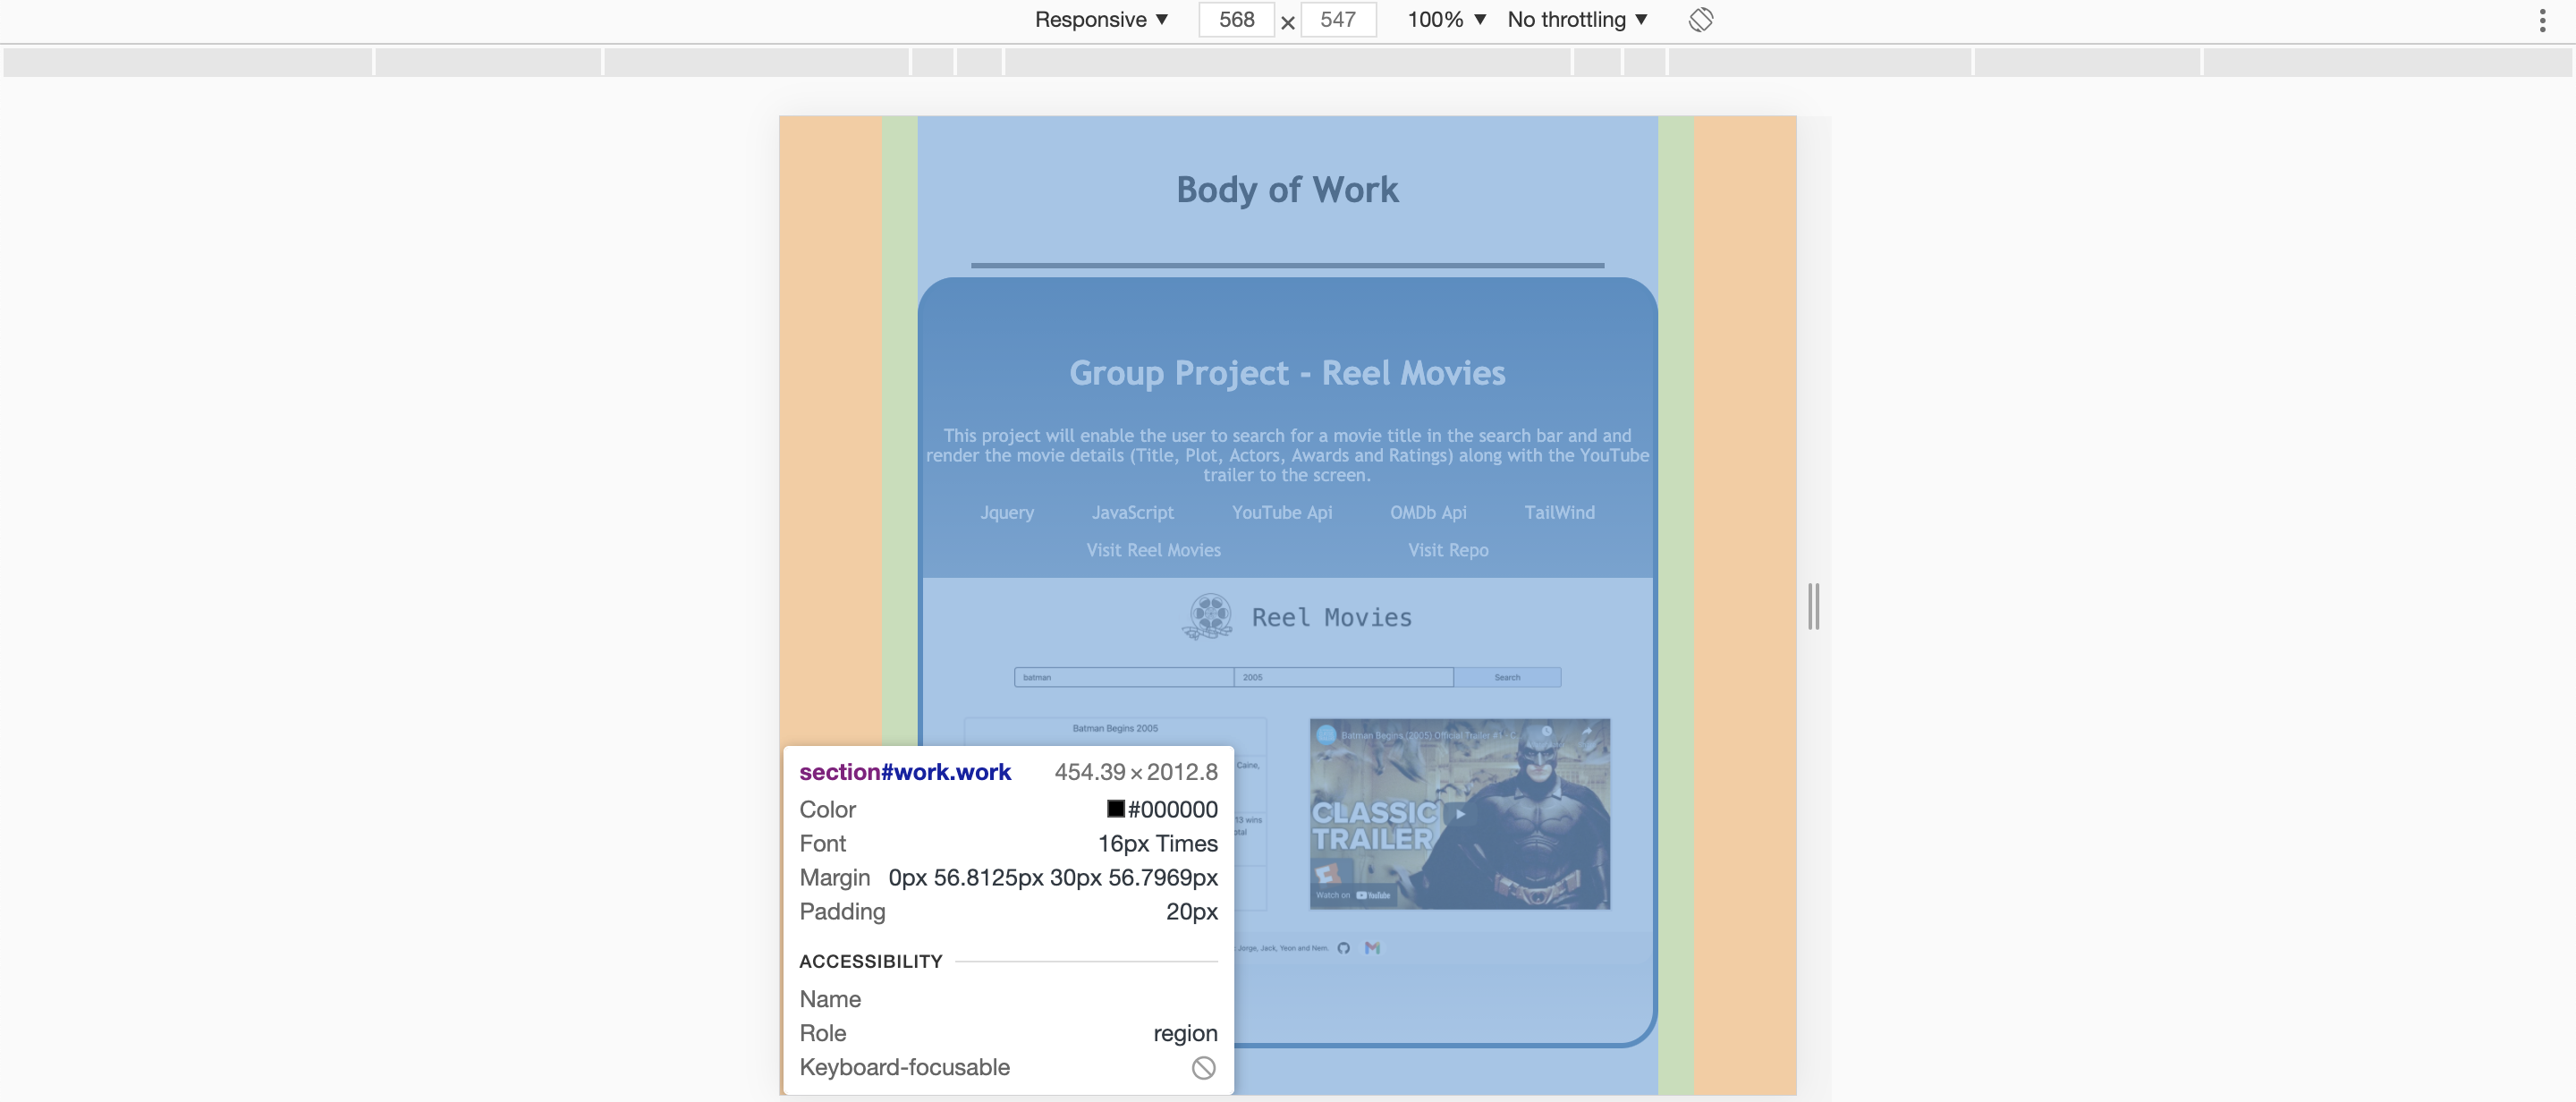 Responsive ▼ 568 × 547 100% ▼ No throttling ▼
Body of Work
Group Project - Reel Movies
This project will enable the user to search for a movie title in the search bar and and
render the movie details (Title, Plot, Actors, Awards and Ratings) along with the YouTube
trailer to the screen.
Jquery JavaScript YouTube Api OMDb Api TailWind
Visit Reel Movies Visit Repo
Reel Movies
batman 2005 Search
Batman Begins 2005
Batman Begins (2005) Official Trailer #1
Caine,
13 wins
CLASSIC
TRAILER
Watch on YouTube
Jorge, Jack, Yeon and Nem.
section#work.work 454.39 × 2012.8
Color #000000
Font 16px Times
Margin 0px 56.8125px 30px 56.7969px
Padding 20px
ACCESSIBILITY
Name
Role region
Keyboard-focusable